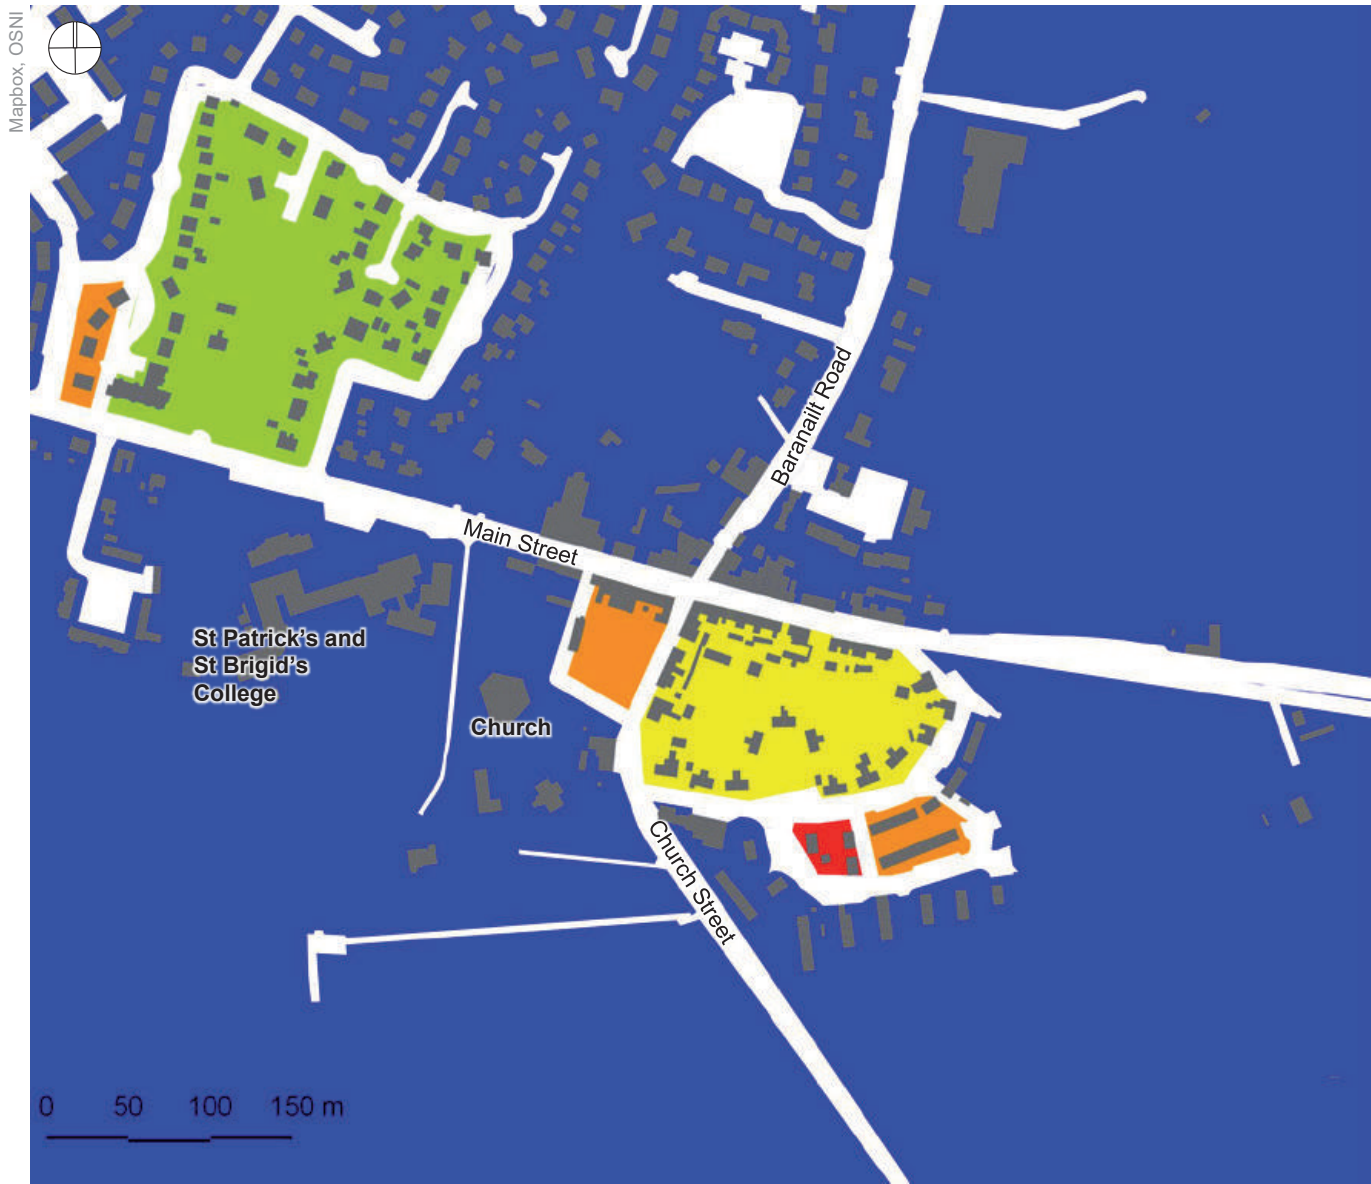 Mapbox, OSNI
Baranailt Road
Main Street
St Patrick's and
St Brigid's
College
Church
Church Street
0 50 100 150 m